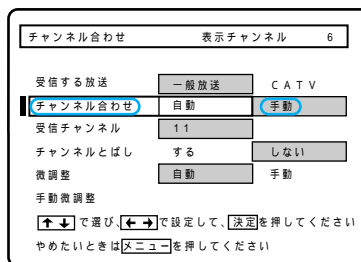 チャンネル合わせ 表示チャンネル 6
受信する放送 一般放送 CATV
チャンネル合わせ 自動 手動
受信チャンネル 11
チャンネルとばし する しない
微調整 自動 手動
手動微調整
↑↓で選び、←→で設定して、決定を押してください
やめたいときはメニューを押してください